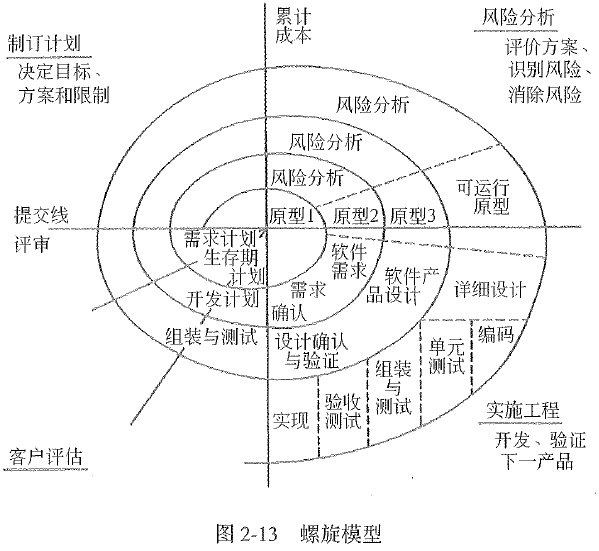 累计
成本
制订计划
决定目标、
方案和限制
风险分析
评价方案、
识别风险、
消除风险
风险分析
风险分析
风险分析
可运行
原型
提交线
原型1
原型2
原型3
评审
需求计划
生存期
计划
软件
需求
需求
确认
开发计划
软件产
品设计
详细设计
组装与测试
设计确认
与验证
组装
与
测试
单元
测试
编码
实现
验收
测试
实施工程
开发、验证
下一产品
客户评估
图 2-13 螺旋模型